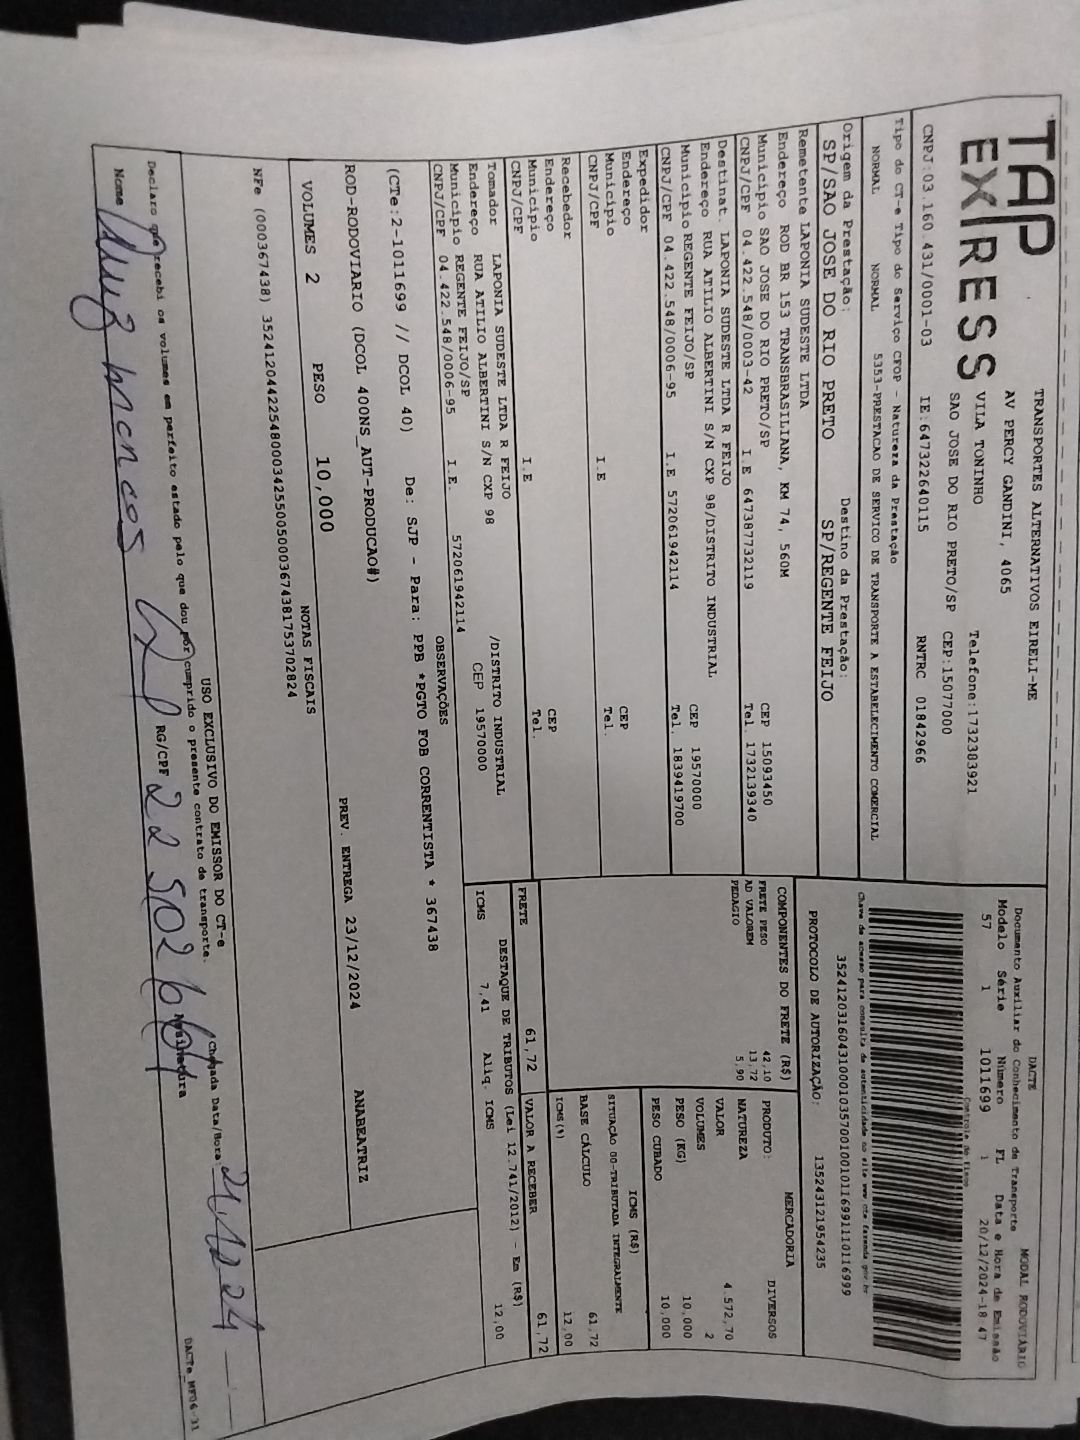 TAP
EXPRESS
TRANSPORTES ALTERNATIVOS EIRELI-ME
AV PERCY GANDINI, 4065
VILA TONINHO Telefone:1732383921
SAO JOSE DO RIO PRETO/SP CEP:15077000
CNPJ:03.160.431/0001-03 IE:647322640115 RNTRC 01842966
Tipo do CT-e Tipo do Serviço CFOP - Natureza da Prestação
NORMAL NORMAL 5353-PRESTACAO DE SERVICO DE TRANSPORTE A ESTABELECIMENTO COMERCIAL
Origem da Prestação: Destino da Prestação:
SP/SAO JOSE DO RIO PRETO SP/REGENTE FEIJO
Remetente LAPONIA SUDESTE LTDA
Endereço ROD BR 153 TRANSBRASILIANA, KM 74, 560M CEP 15093450
Município SAO JOSE DO RIO PRETO/SP Tel. 1732139340
CNPJ/CPF 04.422.548/0003-42 I.E 647387732119
Destinat. LAPONIA SUDESTE LTDA R FEIJO
Endereço RUA ATILIO ALBERTINI S/N CXP 98/DISTRITO INDUSTRIAL CEP 19570000
Município REGENTE FEIJO/SP Tel. 1839419700
CNPJ/CPF 04.422.548/0006-95 I.E 572061942114
Expedidor
Endereço CEP
Município Tel.
CNPJ/CPF I.E
Recebedor
Endereço CEP
Município Tel.
CNPJ/CPF I.E
Tomador LAPONIA SUDESTE LTDA R FEIJO
Endereço RUA ATILIO ALBERTINI S/N CXP 98 /DISTRITO INDUSTRIAL
Município REGENTE FEIJO/SP CEP 19570000
CNPJ/CPF 04.422.548/0006-95 I.E. 572061942114
OBSERVAÇÕES
(CTe:2-1011699 // DCOL 40) De: SJP - Para: PPB *PGTO FOB CORRENTISTA * 367438
ROD-RODOVIARIO (DCOL 400NS_AUT-PRODUCAO#)
PREV. ENTREGA 23/12/2024 ANABEATRIZ
VOLUMES 2 PESO 10,000
NOTAS FISCAIS
NFe (000367438) 35241204422548000342550050003674381753702824
DACTE MODAL RODOVIÁRIO
Documento Auxiliar do Conhecimento de Transporte
Modelo Série Número FL Data e Hora de Emissão
57 1 1011699 1 20/12/2024-18:47
Controle do Fisco
Chave de acesso para consulta de autenticidade no site www.cte.fazenda.gov.br
35241203160431000103570010010116991110116999
PROTOCOLO DE AUTORIZAÇÃO: 135243121954235
COMPONENTES DO FRETE (R$)
FRETE PESO 42,10
AD VALOREM 13,72
PEDAGIO 5,90
MERCADORIA
PRODUTO: DIVERSOS
NATUREZA
VALOR 4.572,70
VOLUMES 2
PESO (KG) 10,000
PESO CUBADO 10,000
ICMS (R$)
SITUAÇÃO 00-TRIBUTADA INTEGRALMENTE
BASE CÁLCULO 61,72
ICMS(%) 12,00
FRETE 61,72 VALOR A RECEBER 61,72
DESTAQUE DE TRIBUTOS (Lei 12.741/2012) - Em (R$)
ICMS 7,41 Aliq. ICMS 12,00
USO EXCLUSIVO DO EMISSOR DO CT-e
Declaro que recebi os volumes em perfeito estado pelo que dou por cumprido o presente contrato de transporte.
Chegada Data/Hora: 21.12.24
Nome RG/CPF Assinatura
DACTe_MF06-31